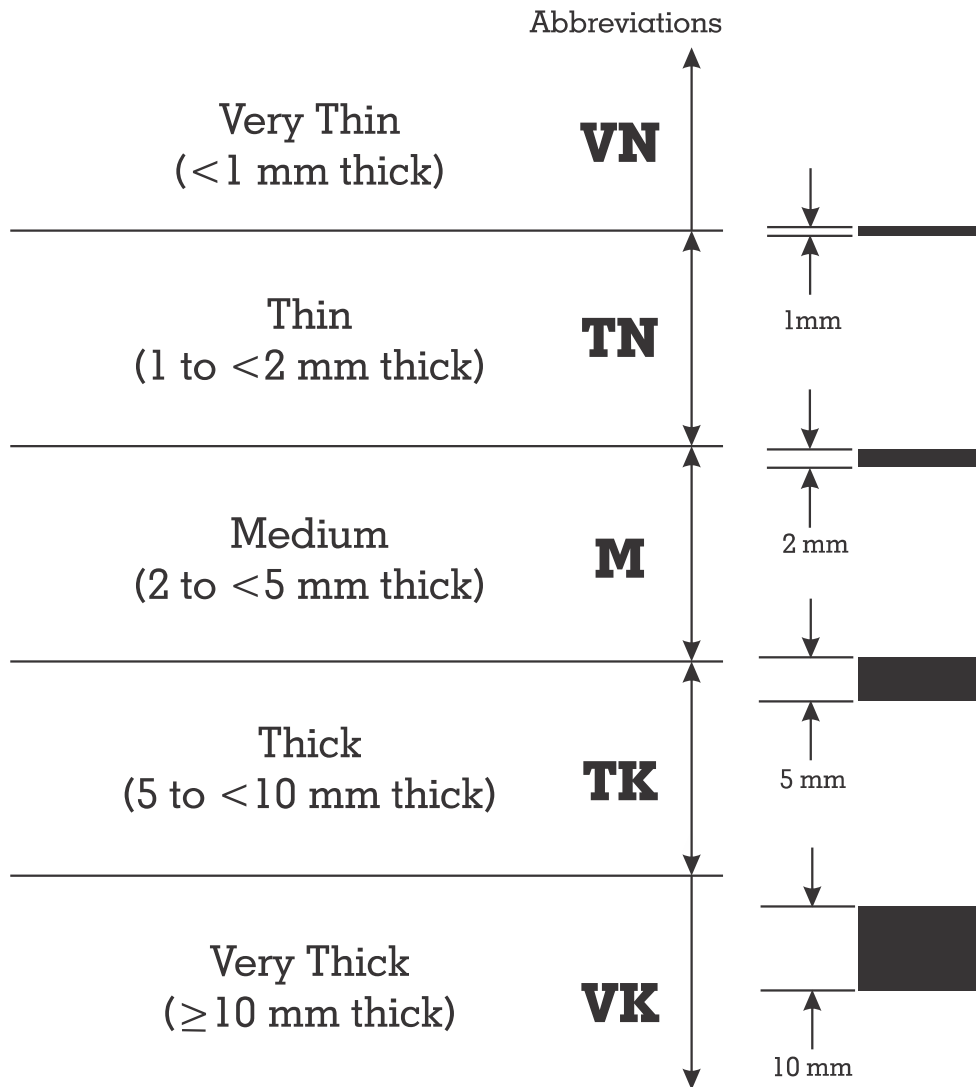 Abbreviations
Very Thin
(<1 mm thick)
VN
1mm
Thin
(1 to <2 mm thick)
TN
2 mm
Medium
(2 to <5 mm thick)
M
5 mm
Thick
(5 to <10 mm thick)
TK
10 mm
Very Thick
(≥10 mm thick)
VK